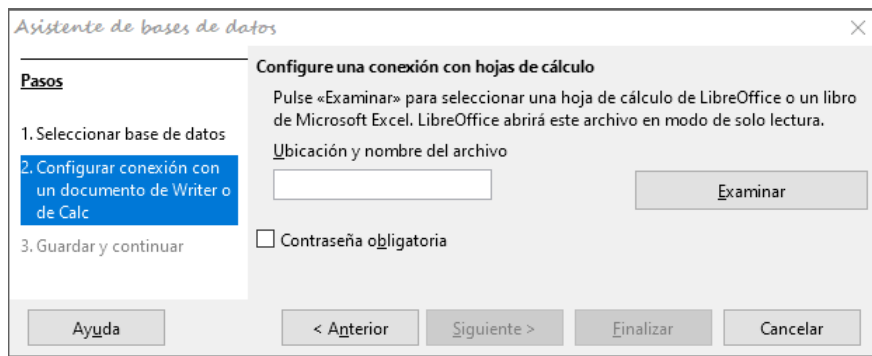 Asistente de bases de datos
Pasos
1. Seleccionar base de datos
2. Configurar conexión con
un documento de Writer o
de Calc
3. Guardar y continuar
Configure una conexión con hojas de cálculo
Pulse «Examinar» para seleccionar una hoja de cálculo de LibreOffice o un libro
de Microsoft Excel. LibreOffice abrirá este archivo en modo de solo lectura.
Ubicación y nombre del archivo
Examinar
Contraseña obligatoria
Ayuda
< Anterior
Siguiente >
Finalizar
Cancelar